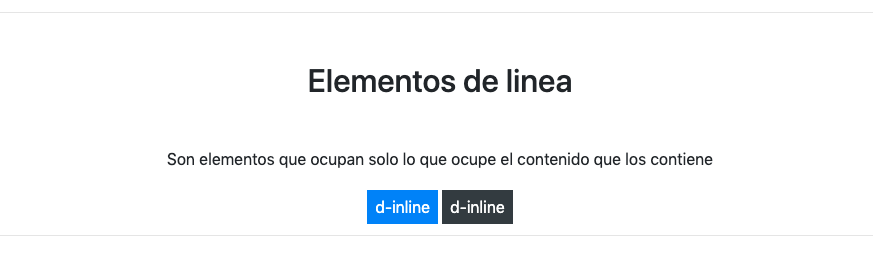 Elementos de linea
Son elementos que ocupan solo lo que ocupe el contenido que los contiene
d-inline d-inline